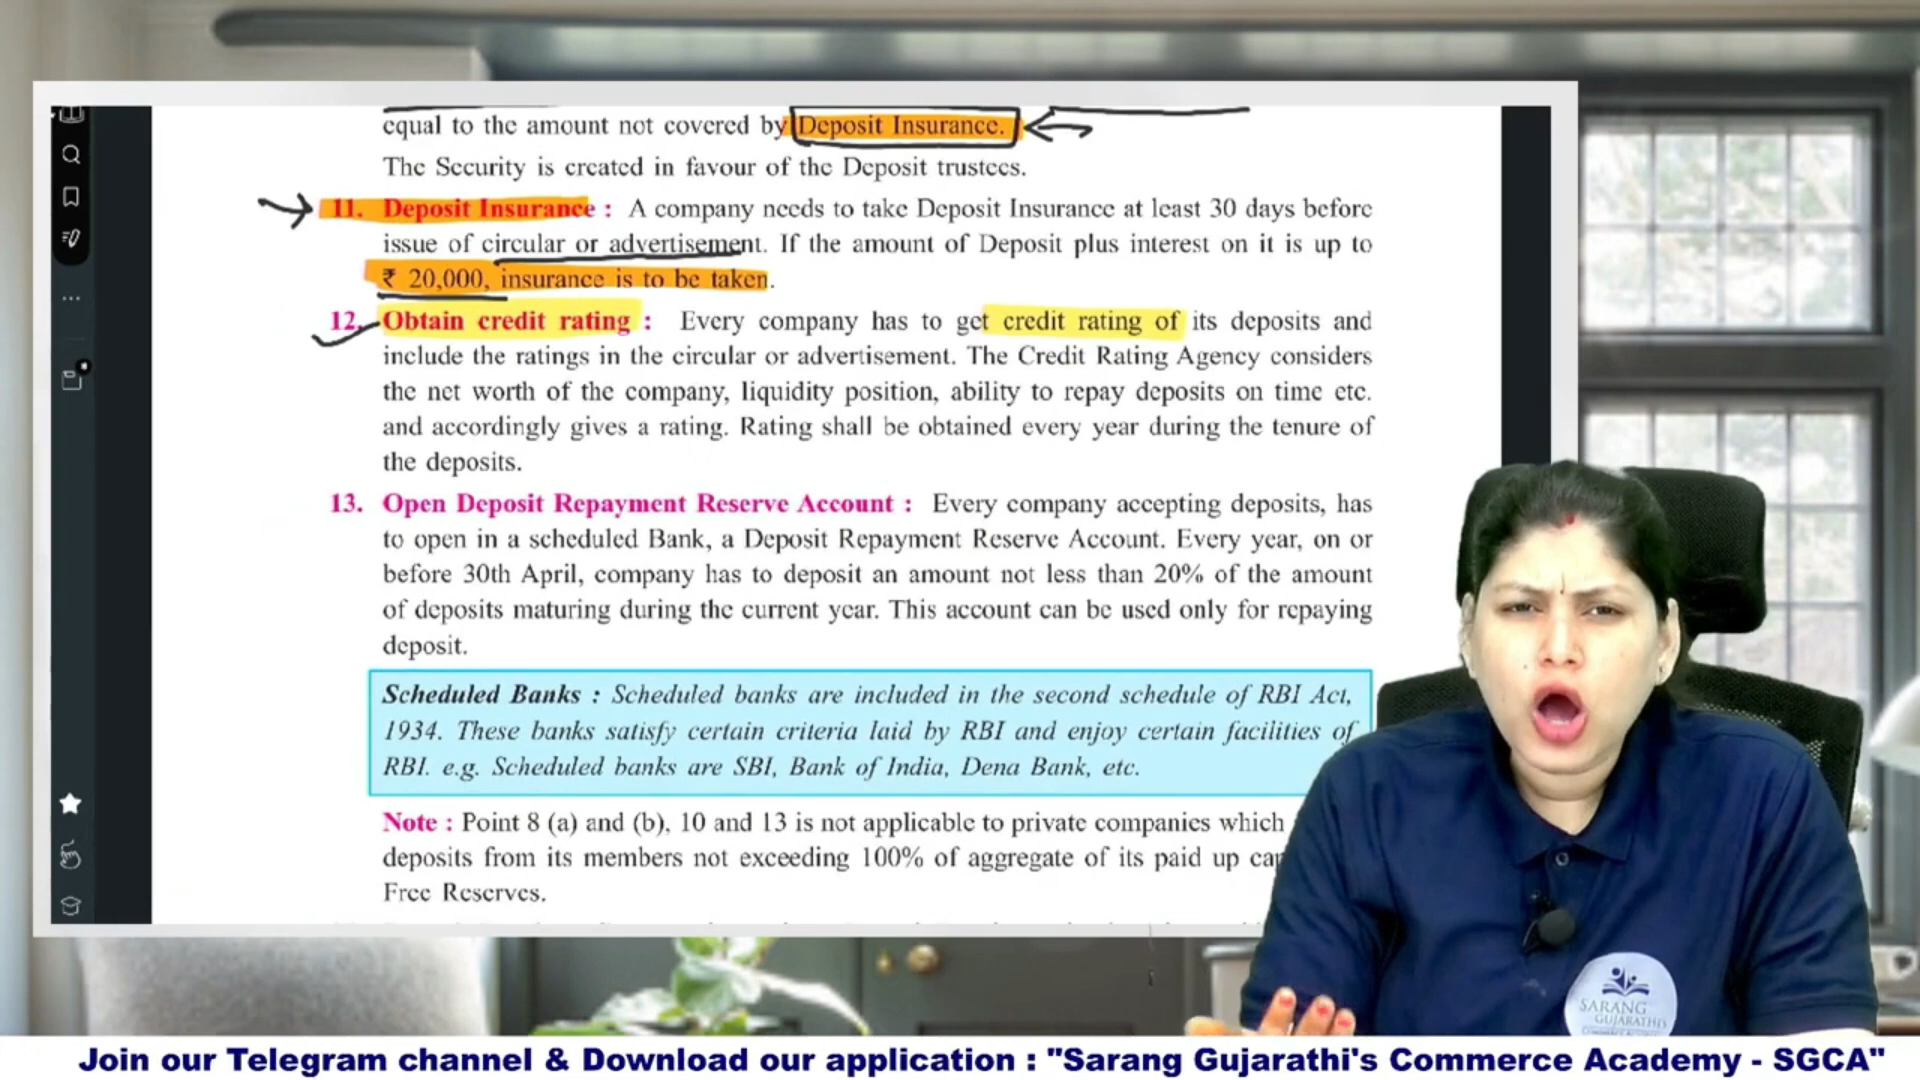 equal to the amount not covered by Deposit Insurance.
The Security is created in favour of the Deposit trustees.
11. Deposit Insurance : A company needs to take Deposit Insurance at least 30 days before
issue of circular or advertisement. If the amount of Deposit plus interest on it is up to
₹ 20,000, insurance is to be taken.
12. Obtain credit rating : Every company has to get credit rating of its deposits and
include the ratings in the circular or advertisement. The Credit Rating Agency considers
the net worth of the company, liquidity position, ability to repay deposits on time etc.
and accordingly gives a rating. Rating shall be obtained every year during the tenure of
the deposits.
13. Open Deposit Repayment Reserve Account : Every company accepting deposits, has
to open in a scheduled Bank, a Deposit Repayment Reserve Account. Every year, on or
before 30th April, company has to deposit an amount not less than 20% of the amount
of deposits maturing during the current year. This account can be used only for repaying
deposit.
Scheduled Banks : Scheduled banks are included in the second schedule of RBI Act,
1934. These banks satisfy certain criteria laid by RBI and enjoy certain facilities of
RBI. e.g. Scheduled banks are SBI, Bank of India, Dena Bank, etc.
Note : Point 8 (a) and (b), 10 and 13 is not applicable to private companies which
deposits from its members not exceeding 100% of aggregate of its paid up
Free Reserves.
SARANG
GUJARATHI'S
Join our Telegram channel & Download our application : "Sarang Gujarathi's Commerce Academy - SGCA"